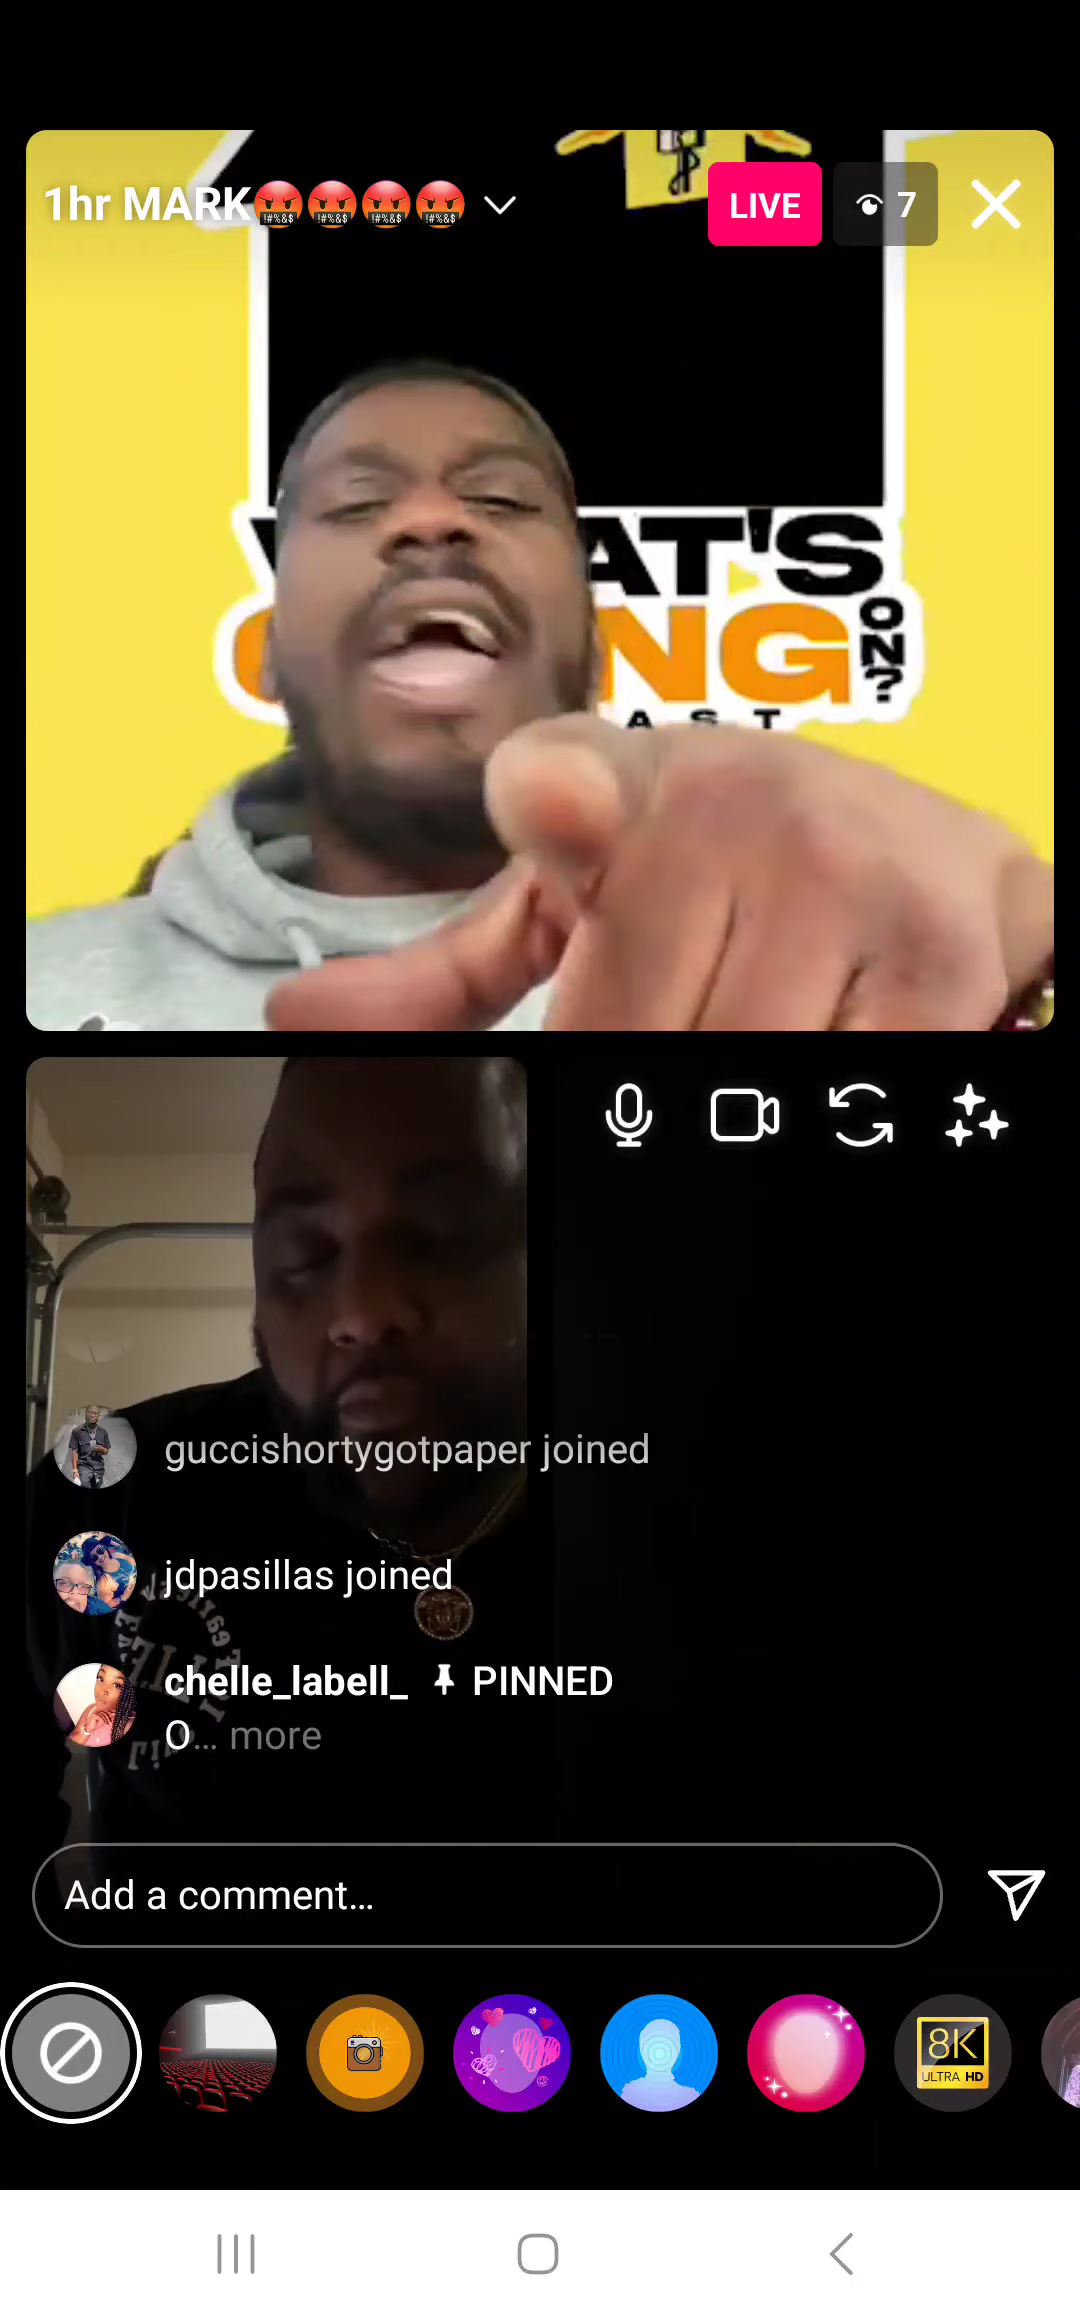 1hr MARK🤬🤬🤬🤬
LIVE
7
AT'S
NG
ON?
AST
guccishortygotpaper joined
jdpasillas joined
chelle_labell_ PINNED
O... more
Add a comment...
8K
ULTRA HD